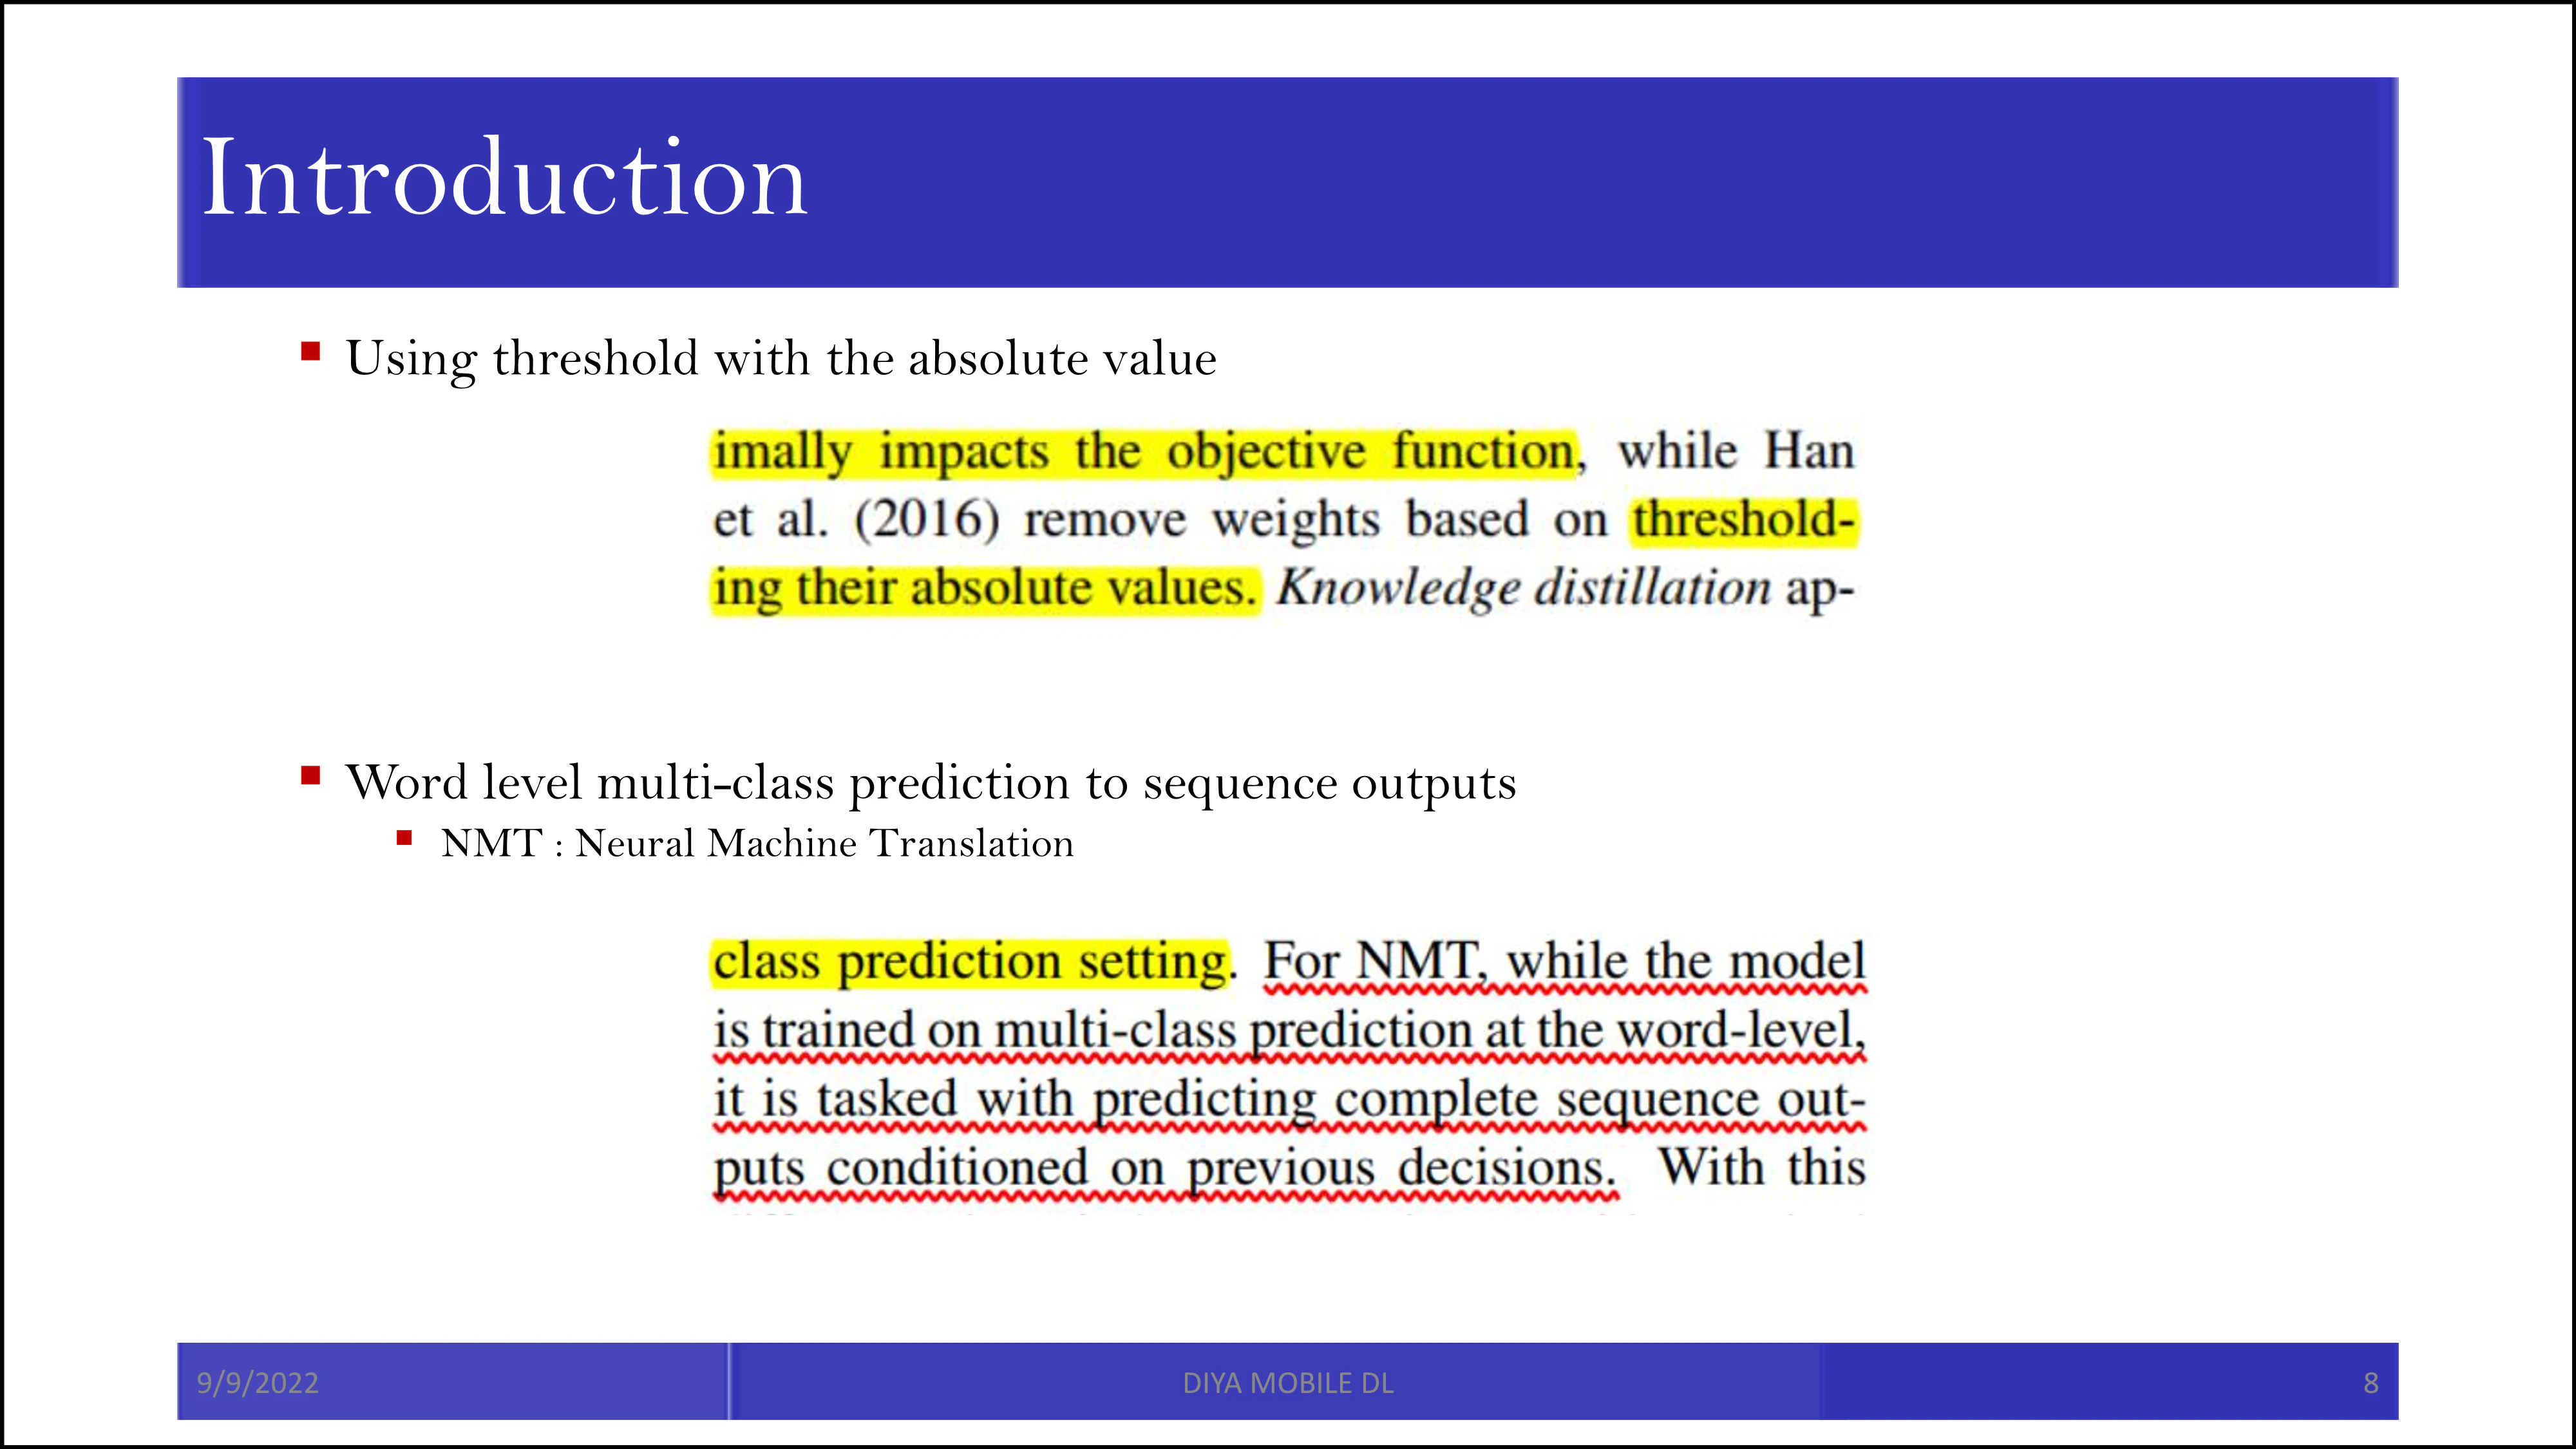 Introduction
Using threshold with the absolute value
imally impacts the objective function, while Han
et al. (2016) remove weights based on threshold-
ing their absolute values. Knowledge distillation ap-
Word level multi-class prediction to sequence outputs
NMT : Neural Machine Translation
class prediction setting. For NMT, while the model
is trained on multi-class prediction at the word-level,
it is tasked with predicting complete sequence out-
puts conditioned on previous decisions. With this
9/9/2022
DIYA MOBILE DL
8